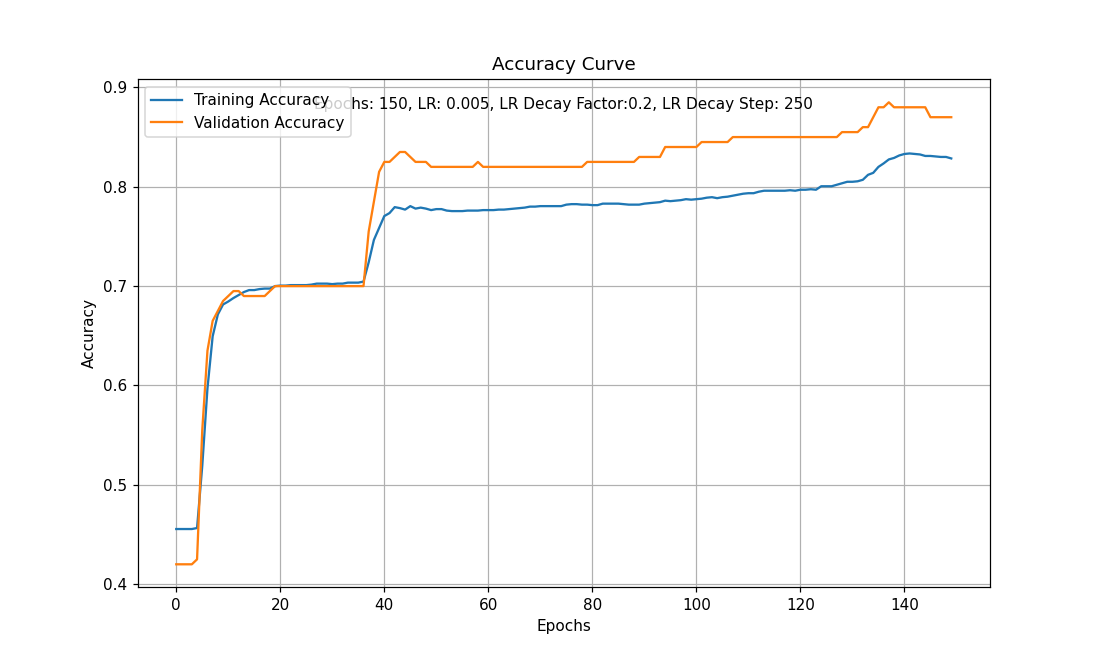 Accuracy Curve
Epochs: 150, LR: 0.005, LR Decay Factor:0.2, LR Decay Step: 250
Training Accuracy
Validation Accuracy
0.9
0.8
0.7
0.6
0.5
0.4
Accuracy
0 20 40 60 80 100 120 140
Epochs